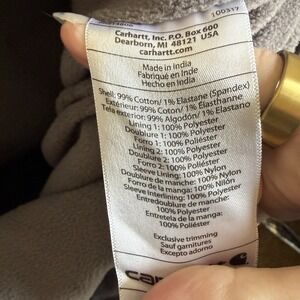 100317
Carhartt, Inc. P.O. Box 600
Dearborn, MI 48121 USA
carhartt.com
Made in India
Fabriqué en Inde
Hecho en India
Shell: 99% Cotton/ 1% Elastane (Spandex)
Extérieur: 99% Coton/ 1% Élasthanne
Tela exterior: 99% Algodón/ 1% Elastano
Lining 1: 100% Polyester
Doublure 1: 100% Polyester
Forro 1: 100% Poliéster
Lining 2: 100% Polyester
Doublure 2: 100% Polyester
Forro 2: 100% Poliéster
Sleeve Lining: 100% Nylon
Doublure de manche: 100% Nylon
Forro de la manga: 100% Nilón
Sleeve Interlining: 100% Polyester
Entredoublure de manche:
100% Polyester
Entretela de la manga:
100% Poliéster
Exclusive trimming
Sauf garnitures
Excepto adorno
carhartt